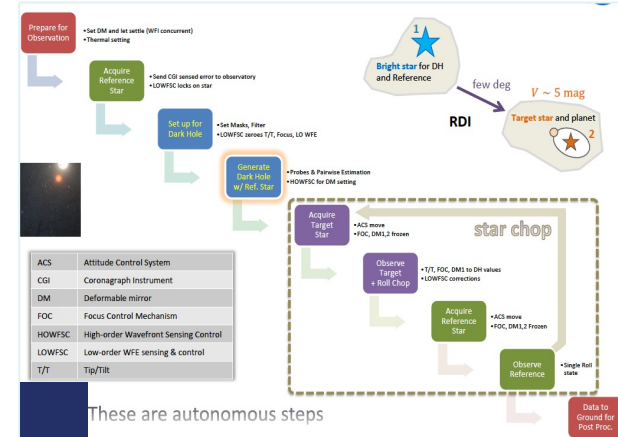 Prepare for
Observation
•Set DM and let settle (WFI concurrent)
•Thermal setting
Acquire
Reference
Star
•Send CGI sensed error to observatory
•LOWFSC locks on star
Set up for
Dark Hole
•Set Masks, Filter
•LOWFSC zeroes T/T, Focus, LO WFE
Generate
Dark Hole
w/ Ref. Star
•Probes & Pairwise Estimation
•HOWFSC for DM setting
1
Bright star for DH
and Reference
few deg
RDI
V ~ 5 mag
Target star and planet
2
Acquire
Target
Star
•ACS move
•FOC, DM1,2 frozen
star chop
Observe
Target
+ Roll Chop
•T/T, FOC, DM1 to DH values
•LOWFSC corrections
Acquire
Reference
Star
•ACS move
•FOC, DM1,2 Frozen
Observe
Reference
•Single Roll
state
Data to
Ground for
Post Proc.
ACS Attitude Control System
CGI Coronagraph Instrument
DM Deformable mirror
FOC Focus Control Mechanism
HOWFSC High-order Wavefront Sensing Control
LOWFSC Low-order WFE sensing & control
T/T Tip/Tilt
These are autonomous steps